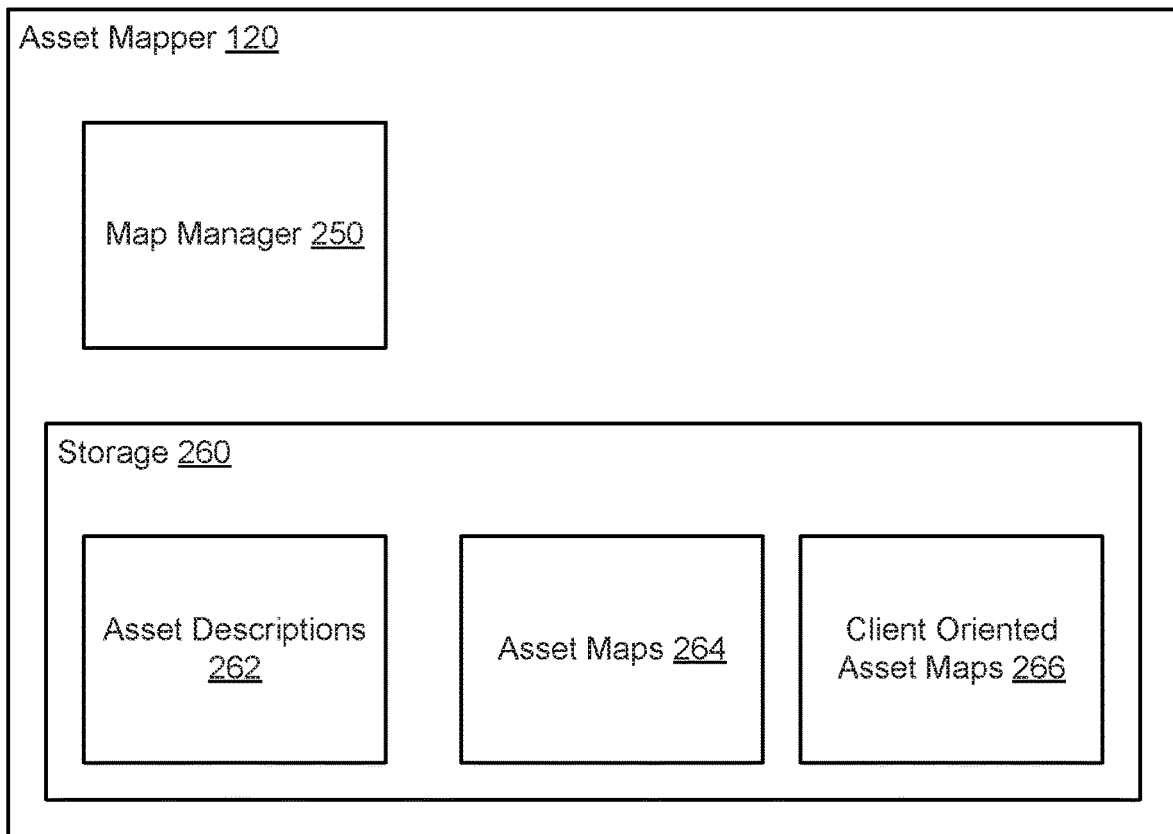 Asset Mapper 120
Map Manager 250
Storage 260
Asset Descriptions
262
Asset Maps 264
Client Oriented
Asset Maps 266